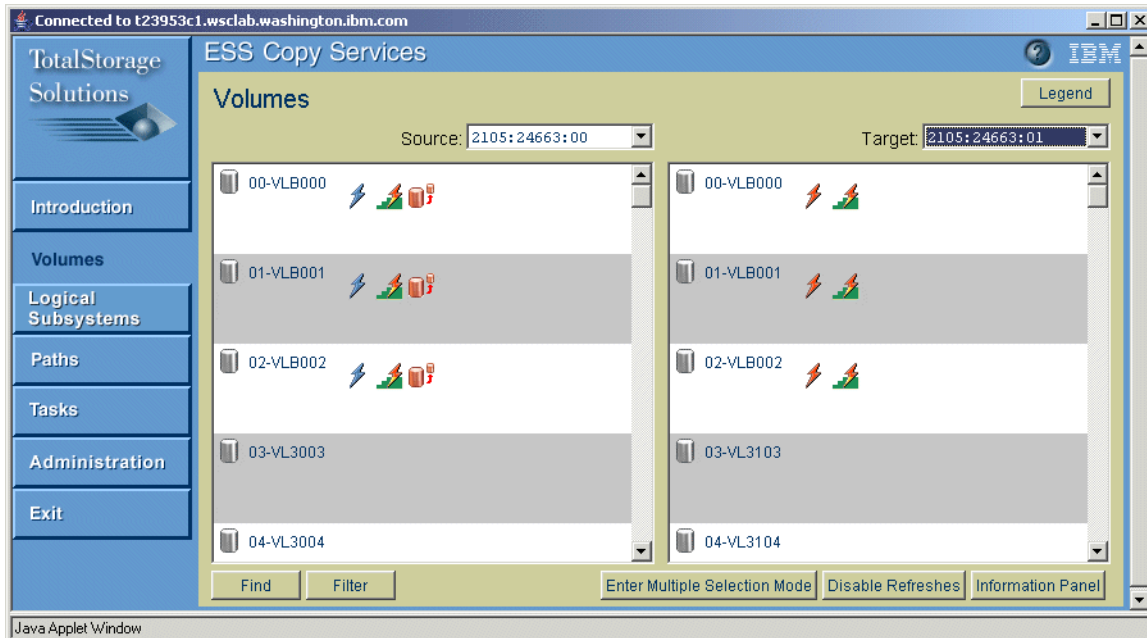 Connected to t23953c1.wsclab.washington.ibm.com
TotalStorage
Solutions
ESS Copy Services
? IBM
Volumes
Legend
Source: 2105:24663:00
Target: 2105:24663:01
Introduction
Volumes
Logical
Subsystems
Paths
Tasks
Administration
Exit
00-VLB000
01-VLB001
02-VLB002
03-VL3003
04-VL3004
00-VLB000
01-VLB001
02-VLB002
03-VL3103
04-VL3104
Find
Filter
Enter Multiple Selection Mode
Disable Refreshes
Information Panel
Java Applet Window